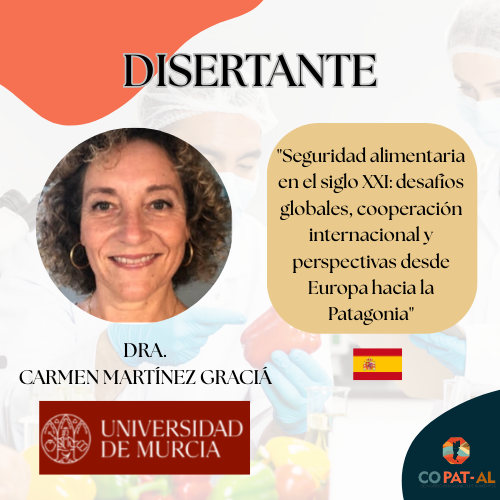 DISERTANTE
"Seguridad alimentaria
en el siglo XXI: desafíos
globales, cooperación
internacional y
perspectivas desde
Europa hacia la
Patagonia"
DRA.
CARMEN MARTÍNEZ GRACIÁ
UNIVERSIDAD
DE MURCIA
CO PAT-AL